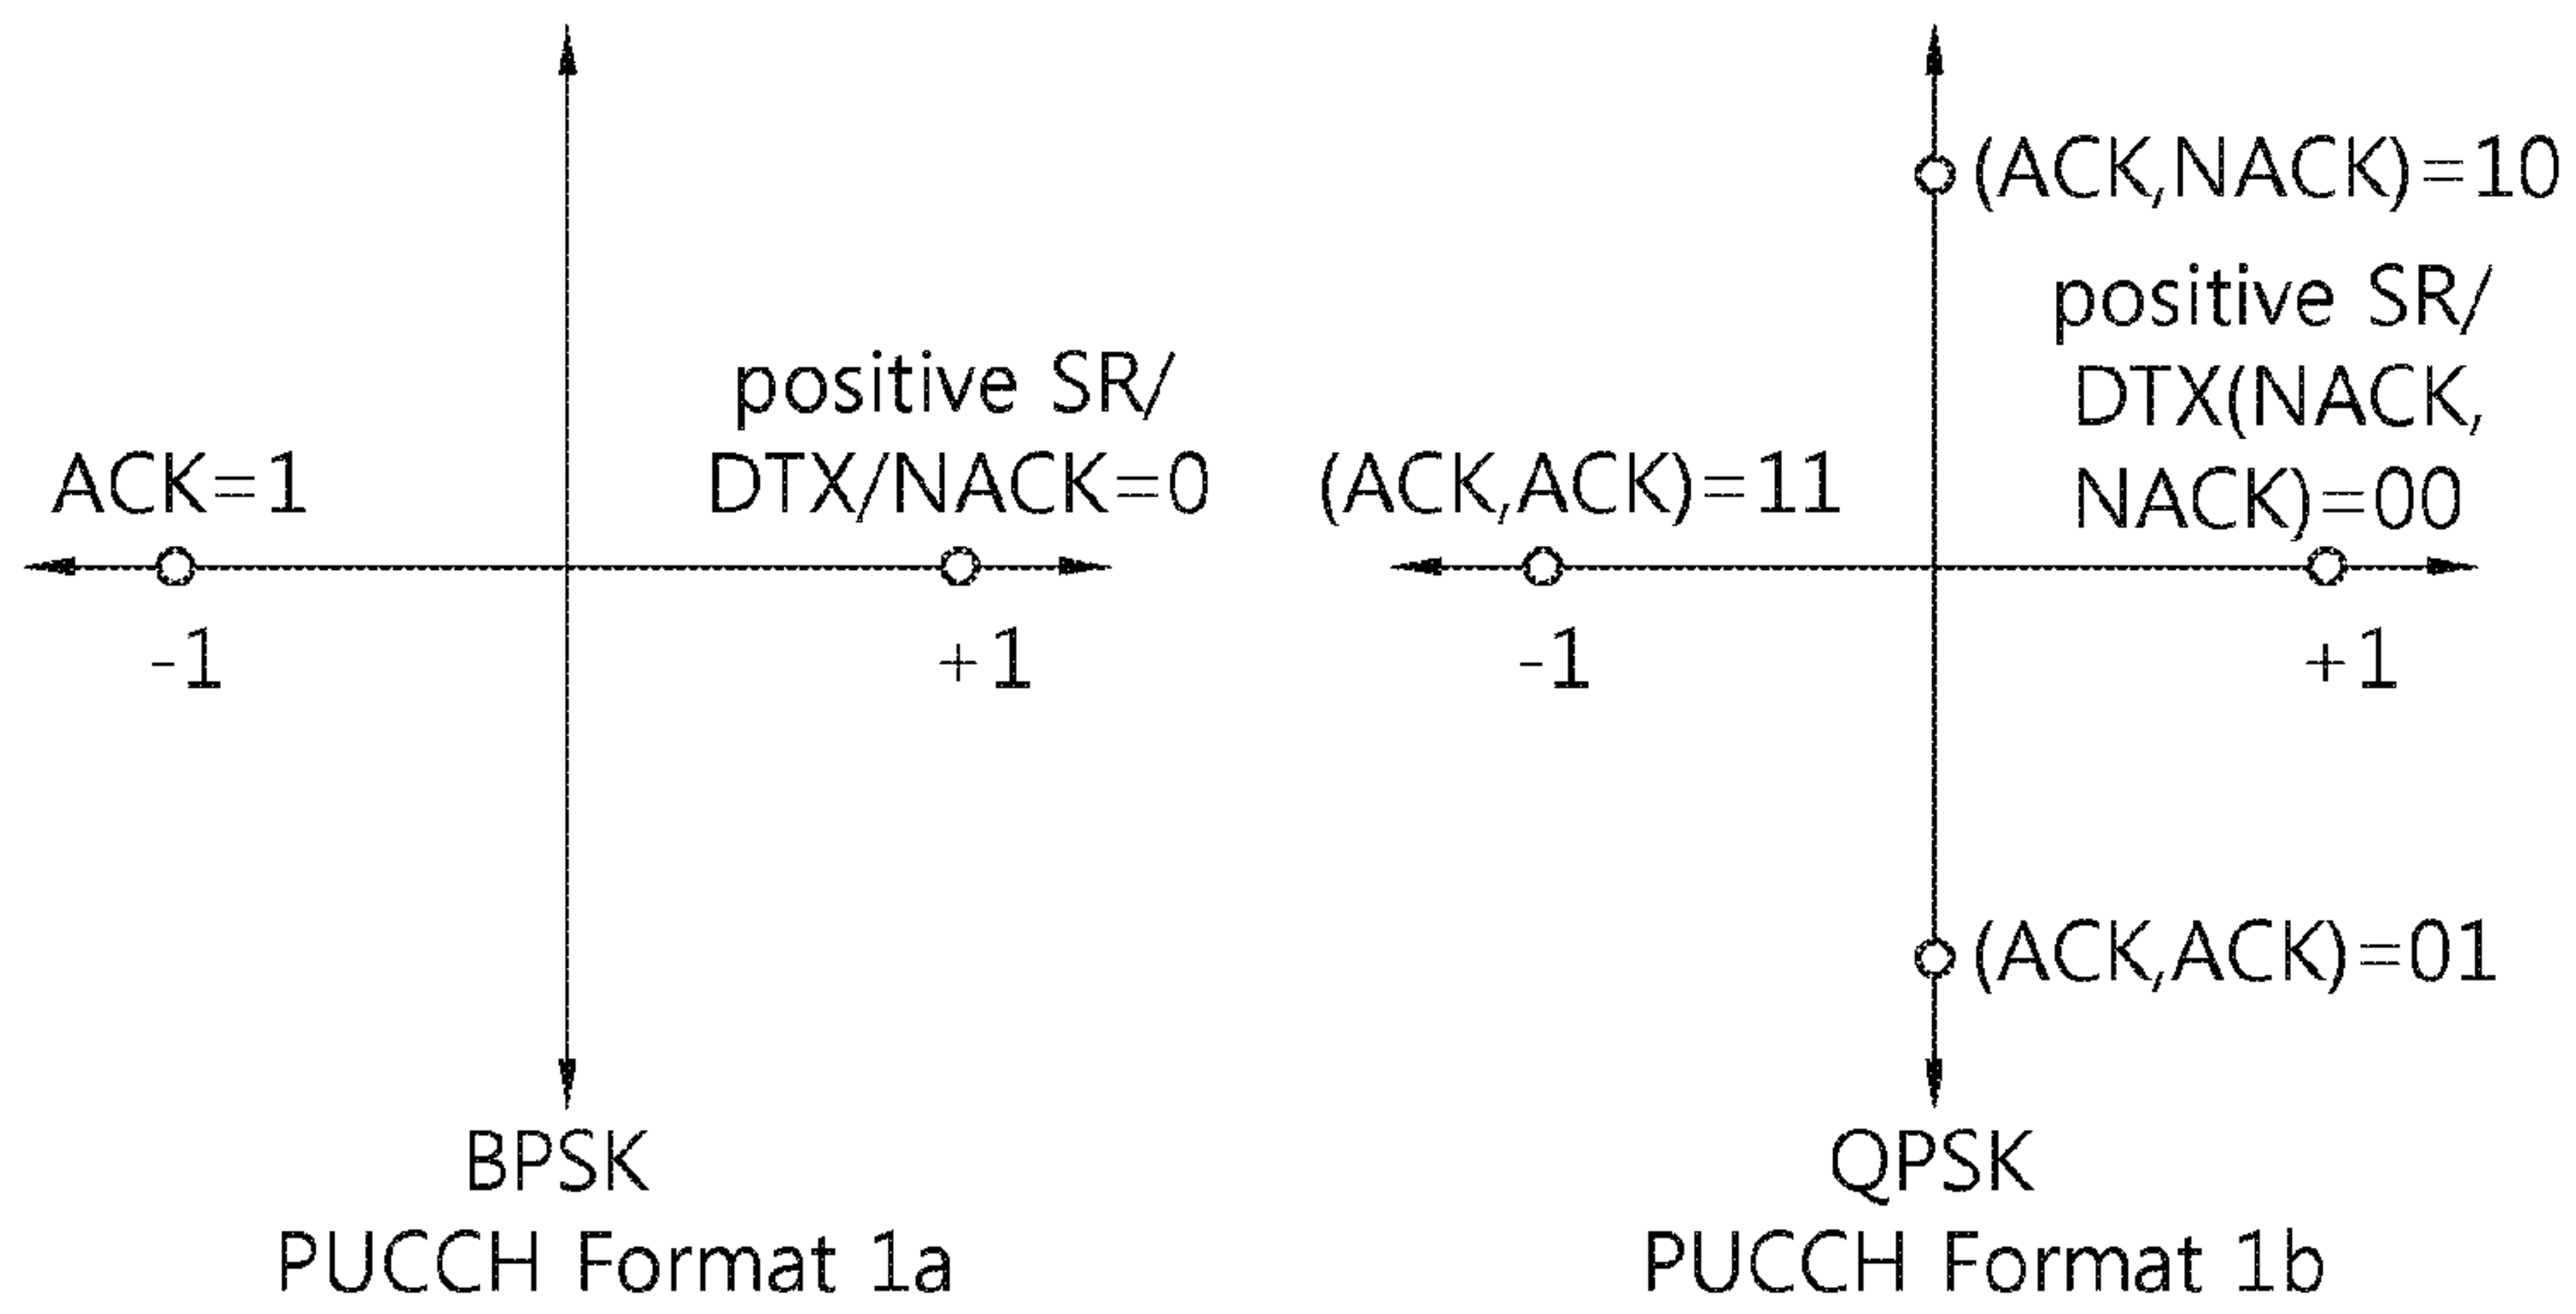 ACK=1
positive SR/
DTX/NACK=0
-1
+1
BPSK
PUCCH Format 1a
(ACK,NACK)=10
positive SR/
DTX(NACK,
NACK)=00
(ACK,ACK)=11
-1
+1
(ACK,ACK)=01
QPSK
PUCCH Format 1b